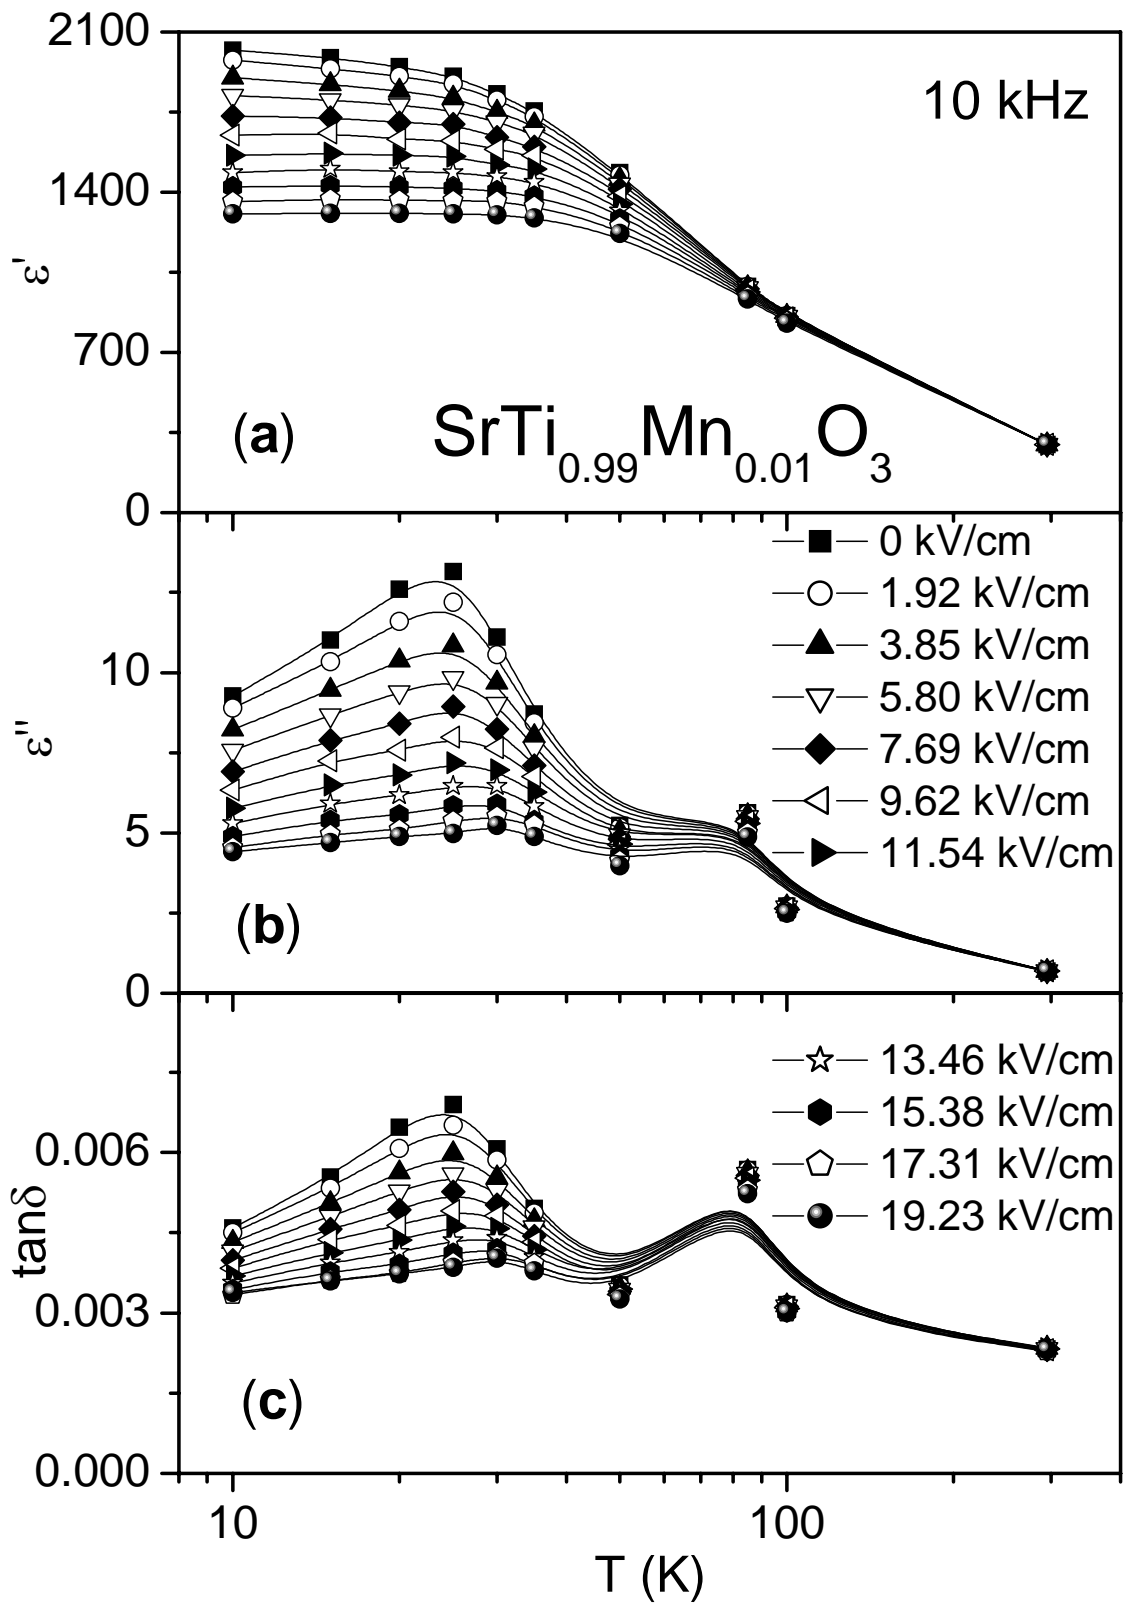 2100
1400
700
0
ε'
10 kHz
(a)
SrTi0.99Mn0.01O3
10
5
0
ε''
(b)
0 kV/cm
1.92 kV/cm
3.85 kV/cm
5.80 kV/cm
7.69 kV/cm
9.62 kV/cm
11.54 kV/cm
0.006
0.003
0.000
tanδ
(c)
13.46 kV/cm
15.38 kV/cm
17.31 kV/cm
19.23 kV/cm
10
100
T (K)